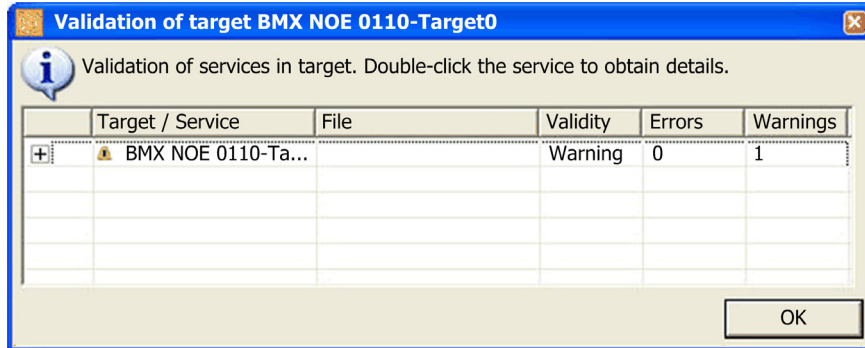 Validation of target BMX NOE 0110-Target0
Validation of services in target. Double-click the service to obtain details.
Target / Service File Validity Errors Warnings
BMX NOE 0110-Ta... Warning 0 1
OK